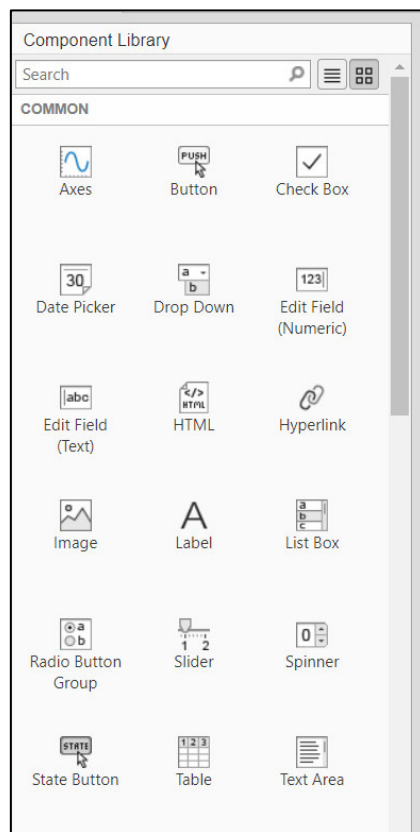 Component Library
Search
COMMON
PUSH
Axes
Button
Check Box
30
a
b
123
Date Picker
Drop Down
Edit Field
(Numeric)
abc
</>
HTML
Edit Field
(Text)
HTML
Hyperlink
A
a
b
c
Image
Label
List Box
a
b
1 2
0
Radio Button
Group
Slider
Spinner
STATE
1 2 3
State Button
Table
Text Area